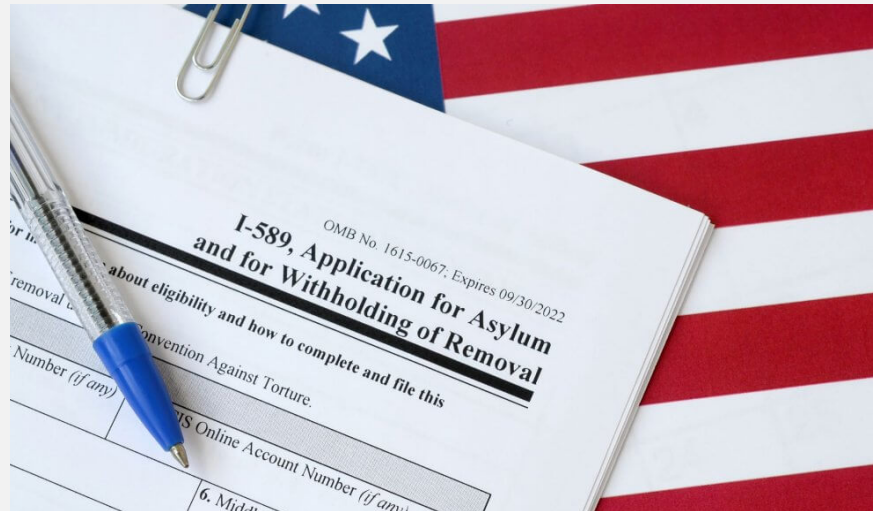 OMB No. 1615-0067; Expires 09/30/2022
I-589, Application for Asylum
and for Withholding of Removal
about eligibility and how to complete and file this
removal
Convention Against Torture.
Number (if any)
Online Account Number (if any)
6.